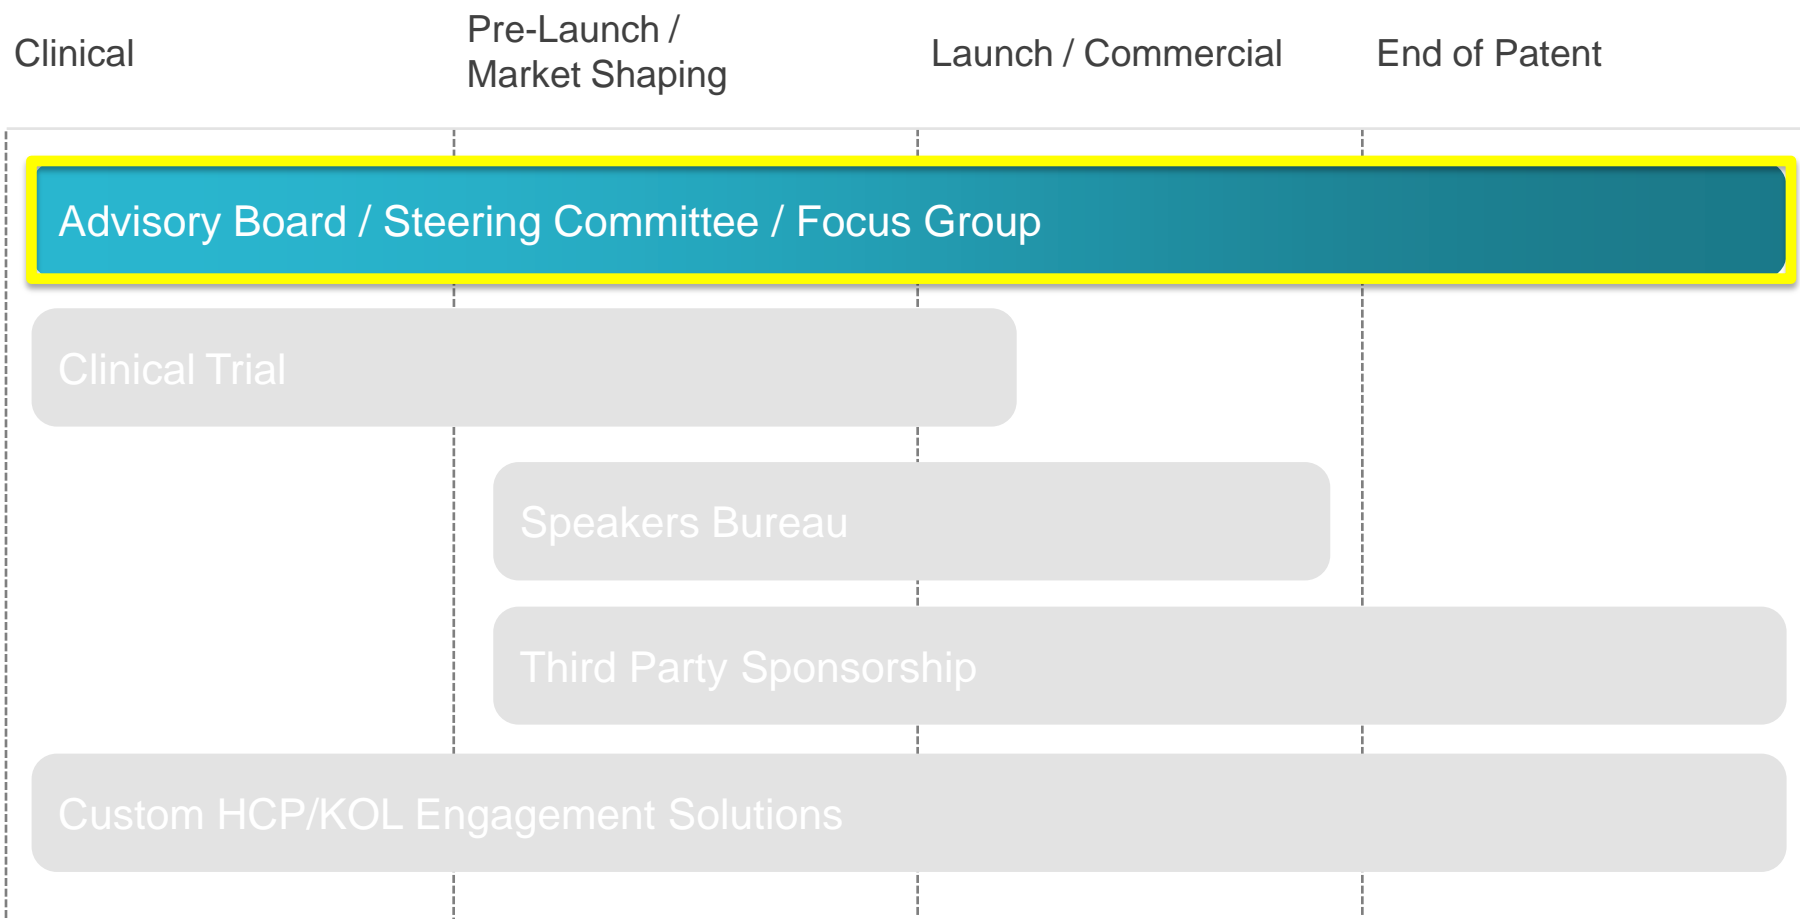 Clinical
Pre-Launch /
Market Shaping
Launch / Commercial
End of Patent
Advisory Board / Steering Committee / Focus Group
Clinical Trial
Speakers Bureau
Third Party Sponsorship
Custom HCP/KOL Engagement Solutions